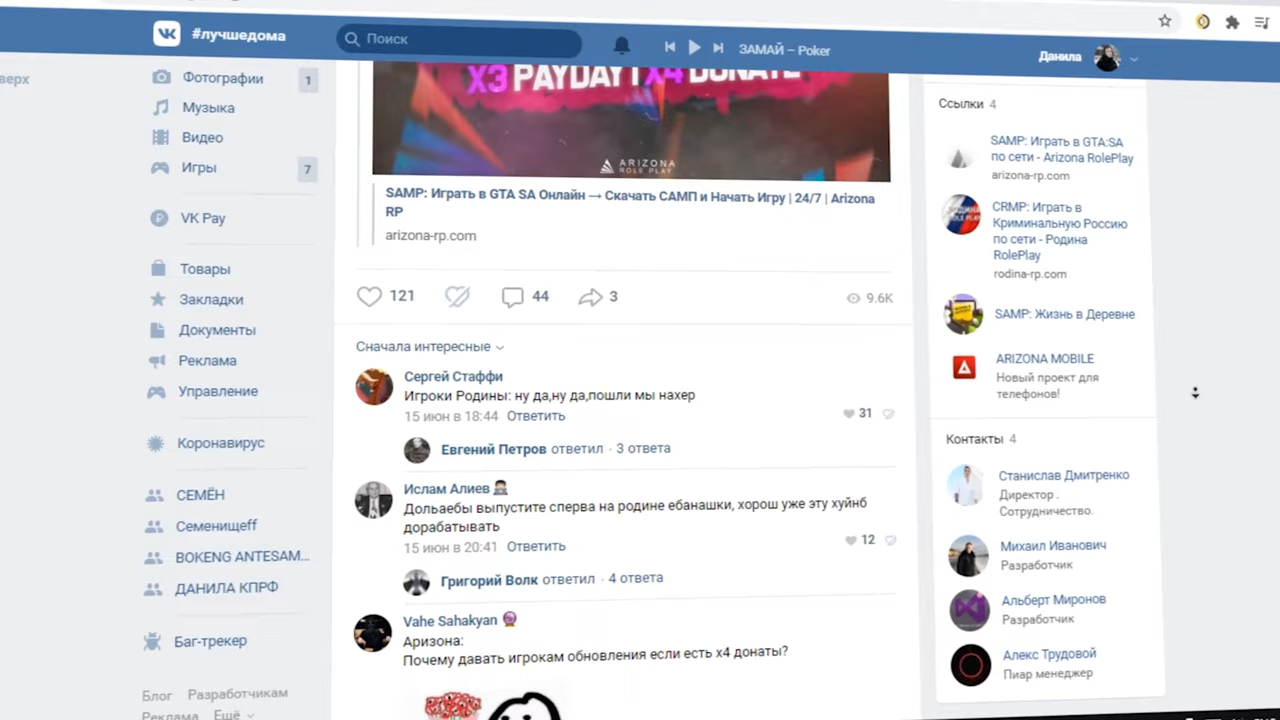 #лучшедома
Поиск
ЗАМАЙ – Poker
Данила
верх
Фотографии 1
Музыка
Видео
Игры 7
VK Pay
Товары
Закладки
Документы
Реклама
Управление
Коронавирус
СЕМЁН
Семенищеff
BOKENG ANTESAM...
ДАНИЛА КПРФ
Баг-трекер
Блог Разработчикам
Реклама Ещё
X3 PAYDAY X4 DONATE
ARIZONA
ROLE PLAY
SAMP: Играть в GTA SA Онлайн → Скачать САМП и Начать Игру | 24/7 | Arizona
RP
arizona-rp.com
121 44 3 9.6K
Сначала интересные
Сергей Стаффи
Игроки Родины: ну да,ну да,пошли мы нахер
15 июн в 18:44 Ответить 31
Евгений Петров ответил · 3 ответа
Ислам Алиев
Дольаебы выпустите сперва на родине ебанашки, хорош уже эту хуйнб
дорабатывать
15 июн в 20:41 Ответить 12
Григорий Волк ответил · 4 ответа
Vahe Sahakyan
Аризона:
Почему давать игрокам обновления если есть х4 донаты?
Ссылки 4
SAMP: Играть в GTA:SA
по сети - Arizona RolePlay
arizona-rp.com
CRMP: Играть в
Криминальную Россию
по сети - Родина
RolePlay
rodina-rp.com
SAMP: Жизнь в Деревне
ARIZONA MOBILE
Новый проект для
телефонов!
Контакты 4
Станислав Дмитренко
Директор .
Сотрудничество.
Михаил Иванович
Разработчик
Альберт Миронов
Разработчик
Алекс Трудовой
Пиар менеджер